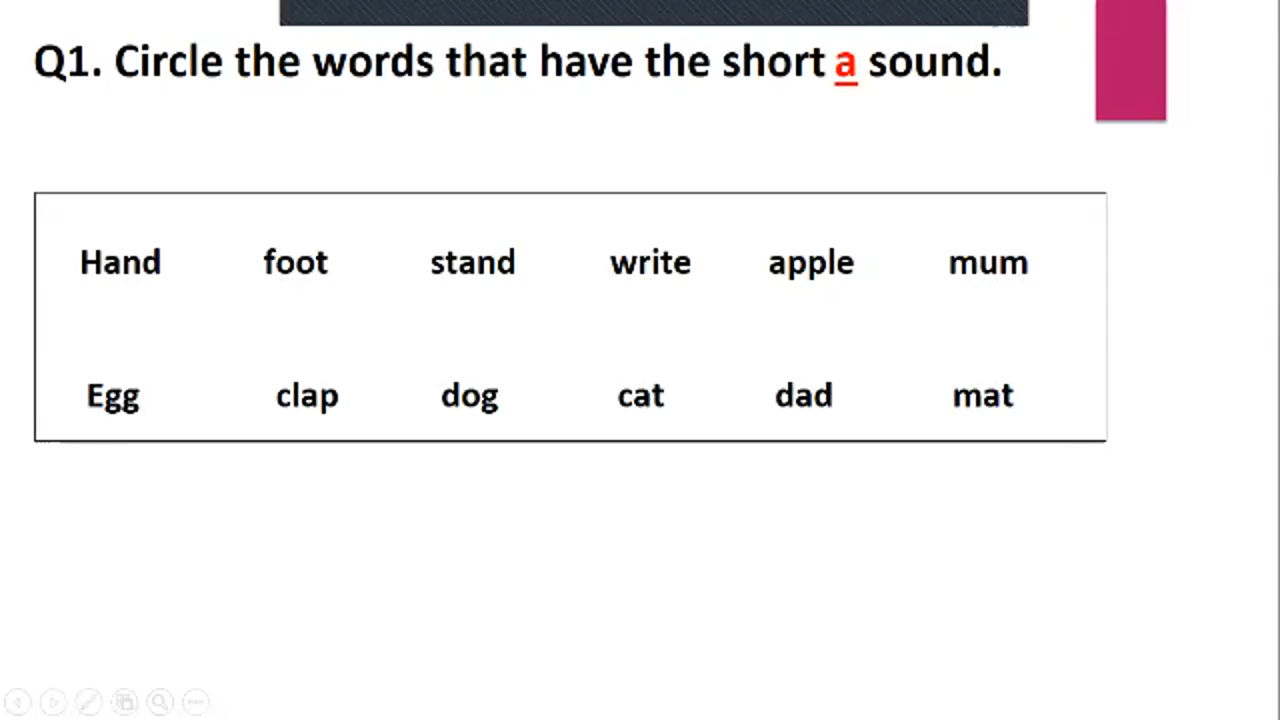 Q1. Circle the words that have the short a sound.
Hand foot stand write apple mum
Egg clap dog cat dad mat